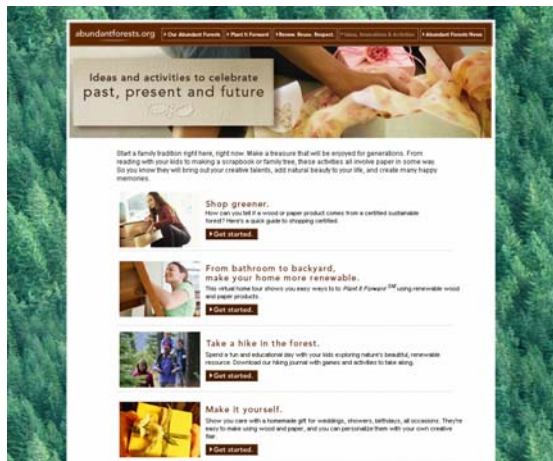 abundantforests.org
Our Abundant Forests Plant It Forward Renew. Reuse. Respect. Ideas, Innovations & Activities Abundant Forests News
Ideas and activities to celebrate
past, present and future
Start a family tradition right here, right now. Make a treasure that will be enjoyed for generations. From
reading with your kids to making a scrapbook or family tree, these activities all involve paper in some way.
So you know they will bring out your creative talents, add natural beauty to your life, and create many happy
memories.
Shop greener.
How can you tell if a wood or paper product comes from a certified sustainable
forest? Here's a quick guide to shopping certified.
Get started.
From bathroom to backyard,
make your home more renewable.
This virtual home tour shows you easy ways to to Plant It Forward SM using renewable wood
and paper products.
Get started.
Take a hike in the forest.
Spend a fun and educational day with your kids exploring nature's beautiful, renewable
resource. Download our hiking journal with games and activities to take along.
Get started.
Make it yourself.
Show you care with a homemade gift for weddings, showers, birthdays, all occasions. They're
easy to make using wood and paper, and you can personalize them with your own creative
flair.
Get started.